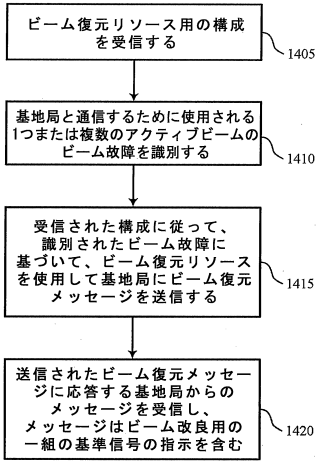 ビーム復元リソース用の構成
を受信する
1405
基地局と通信するために使用される
1つまたは複数のアクティブビームの
ビーム故障を識別する
1410
受信された構成に従って、
識別されたビーム故障に
基づいて、ビーム復元リソース
を使用して基地局にビーム復元
メッセージを送信する
1415
送信されたビーム復元メッセー
ジに応答する基地局からの
メッセージを受信し、
メッセージはビーム改良用の
一組の基準信号の指示を含む
1420